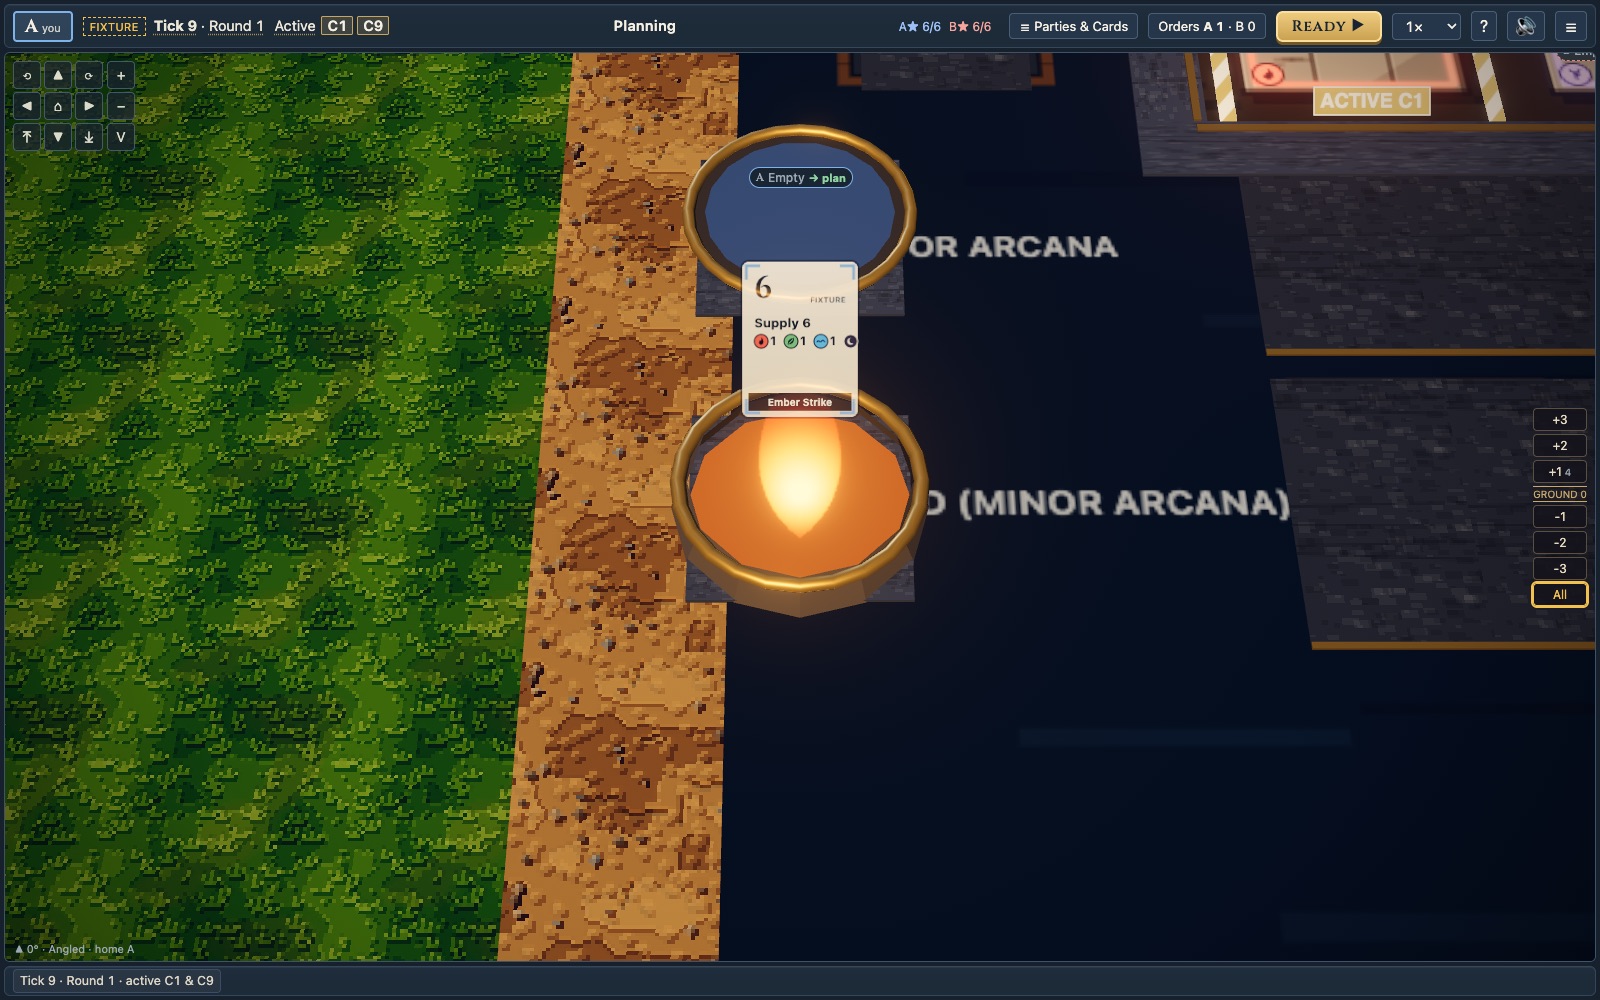 A you FIXTURE Tick 9 · Round 1 Active C1 C9 Planning A★ 6/6 B★ 6/6 ≡ Parties & Cards Orders A 1 · B 0 READY ▶ 1× ? ≡
+
−
V
ACTIVE C1
A Empty → plan
OR ARCANA
6
FIXTURE
Supply 6
1 1 1
Ember Strike
D (MINOR ARCANA)
+3
+2
+1 4
GROUND 0
-1
-2
-3
All
▲ 0° · Angled · home A
Tick 9 · Round 1 · active C1 & C9